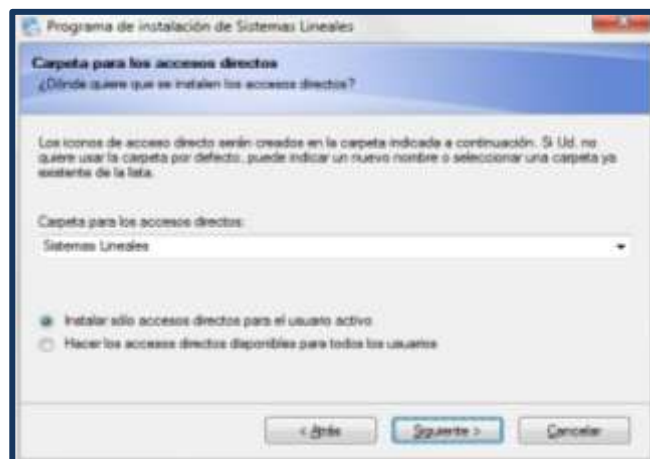 Programa de instalación de Sistemas Lineales
Carpeta para los accesos directos
¿Dónde quiere que se instalen los accesos directos?
Los iconos de acceso directo serán creados en la carpeta indicada a continuación. Si Ud. no
quiere usar la carpeta por defecto, puede indicar un nuevo nombre o seleccionar una carpeta ya
existente de la lista.
Carpeta para los accesos directos:
Sistemas Lineales
Instalar sólo accesos directos para el usuario activo
Hacer los accesos directos disponibles para todos los usuarios
< Atrás
Siguiente >
Cancelar